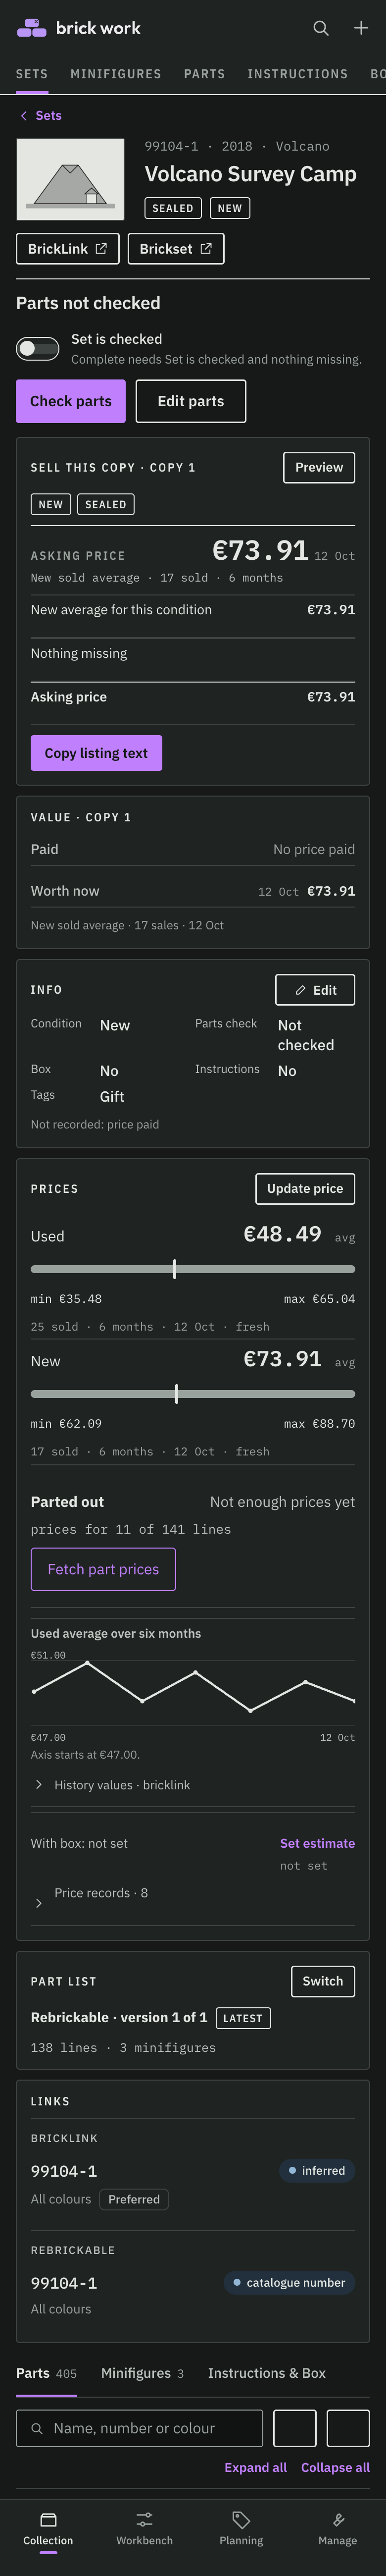 brick work
SETS MINIFIGURES PARTS INSTRUCTIONS BO
Sets
99104-1 · 2018 · Volcano
Volcano Survey Camp
SEALED NEW
BrickLink Brickset
Parts not checked
Set is checked
Complete needs Set is checked and nothing missing.
Check parts Edit parts
SELL THIS COPY · COPY 1 Preview
NEW SEALED
ASKING PRICE €73.91 12 Oct
New sold average · 17 sold · 6 months
New average for this condition €73.91
Nothing missing
Asking price €73.91
Copy listing text
VALUE · COPY 1
Paid No price paid
Worth now 12 Oct €73.91
New sold average · 17 sales · 12 Oct
INFO Edit
Condition New Parts check Not
checked
Box No Instructions No
Tags Gift
Not recorded: price paid
PRICES Update price
Used €48.49 avg
min €35.48 max €65.04
25 sold · 6 months · 12 Oct · fresh
New €73.91 avg
min €62.09 max €88.70
17 sold · 6 months · 12 Oct · fresh
Parted out Not enough prices yet
prices for 11 of 141 lines
Fetch part prices
Used average over six months
€51.00
€47.00 12 Oct
Axis starts at €47.00.
History values · bricklink
With box: not set Set estimate
not set
Price records · 8
PART LIST Switch
Rebrickable · version 1 of 1 LATEST
138 lines · 3 minifigures
LINKS
BRICKLINK
99104-1 inferred
All colours Preferred
REBRICKABLE
99104-1 catalogue number
All colours
Parts 405 Minifigures 3 Instructions & Box
Name, number or colour
Expand all Collapse all
Collection Workbench Planning Manage